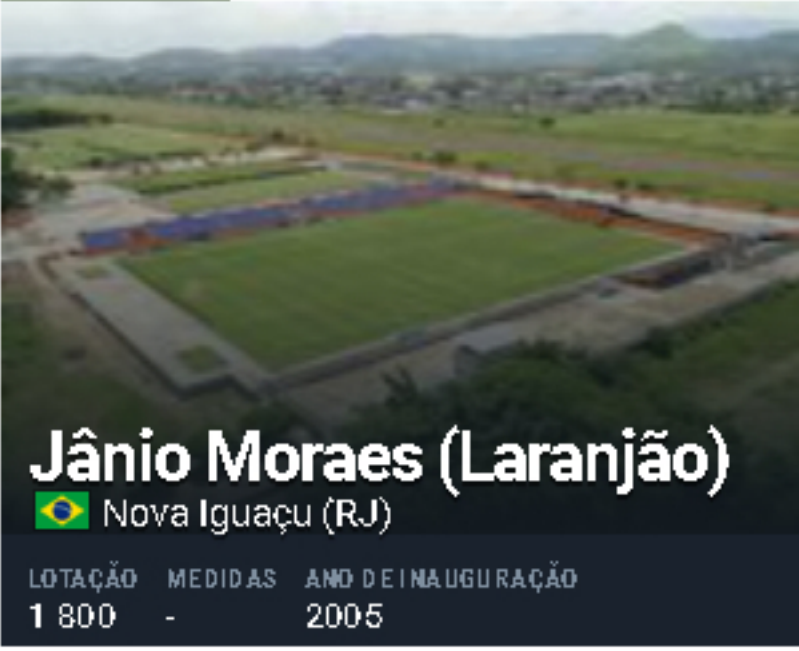 Jânio Moraes (Laranjão)
Nova Iguaçu (RJ)
LOTAÇÃO MEDIDAS ANO DE INAUGURAÇÃO
1 800 - 2005